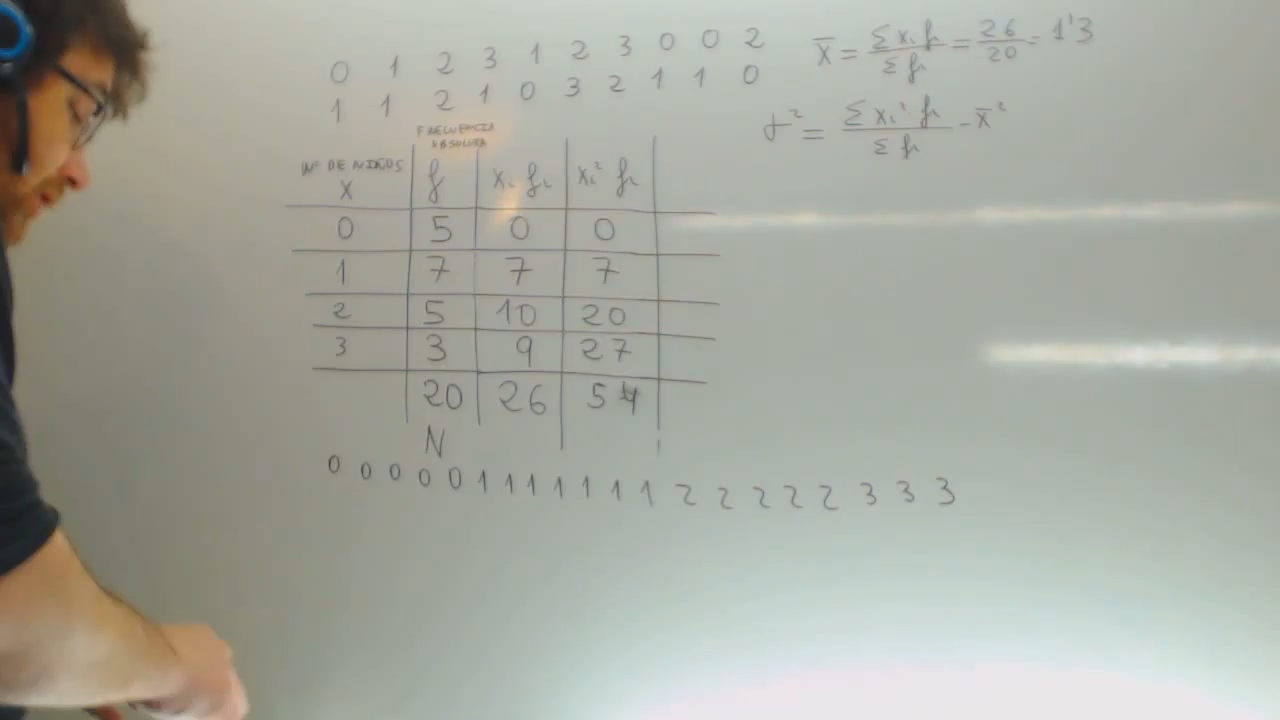 0 1 2 3 1 2 3 0 0 2
1 1 2 1 0 3 2 1 1 0
x̄ = Σ xᵢ fᵢ / Σ fᵢ = 26/20 = 1'3
σ² = Σ xᵢ² fᵢ / Σ fᵢ - x̄²
FRECUENCIA
ABSOLUTA
Nº DE NIÑOS
X f xᵢ fᵢ xᵢ² fᵢ
0 5 0 0
1 7 7 7
2 5 10 20
3 3 9 27
20 26 54
N
0 0 0 0 0 1 1 1 1 1 1 1 2 2 2 2 2 3 3 3